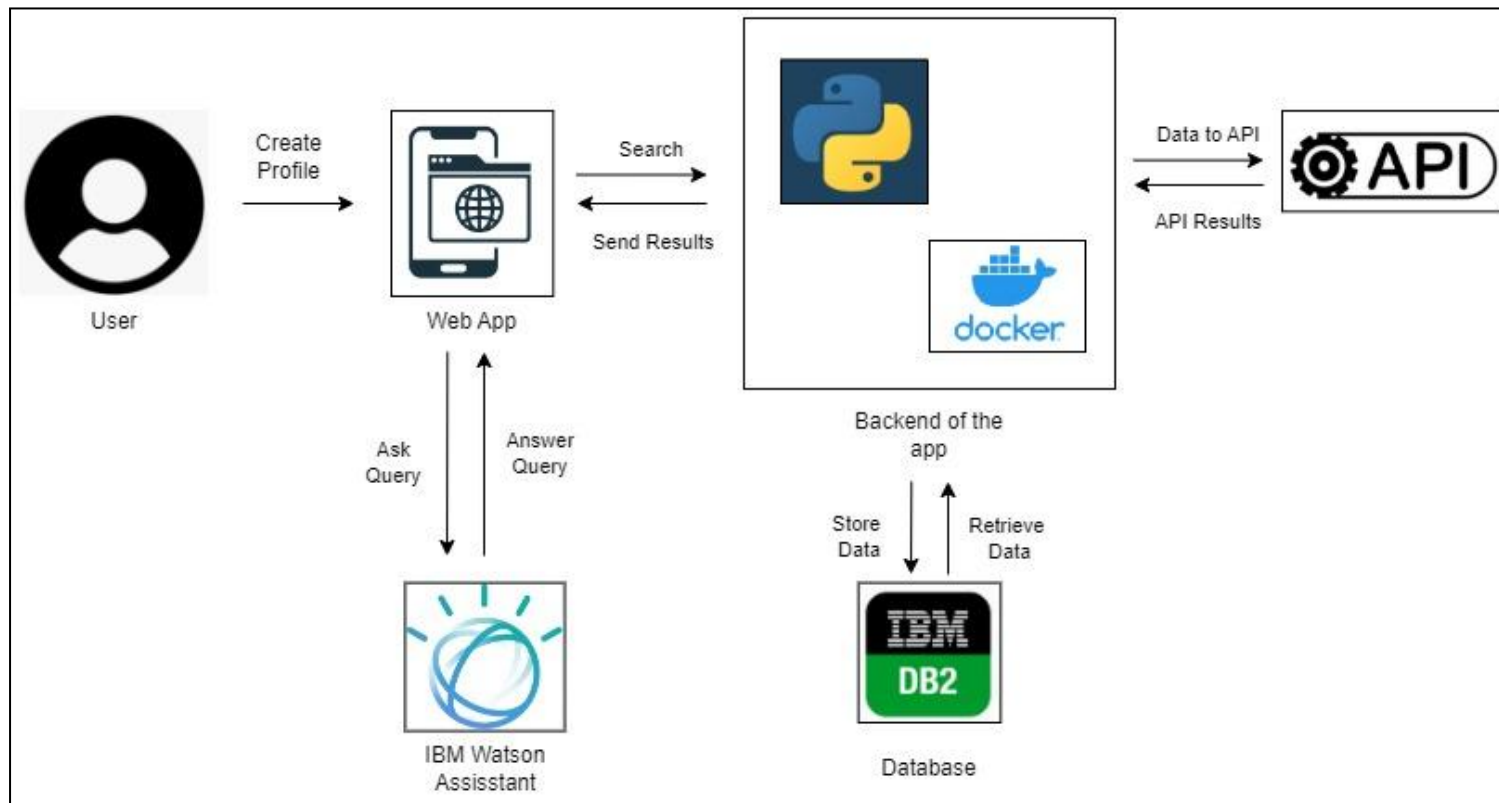 Create
Profile
Search
Send Results
Data to API
API Results
API
docker
User
Web App
Backend of the
app
Ask
Query
Answer
Query
Store
Data
Retrieve
Data
IBM
DB2
IBM Watson
Assisstant
Database